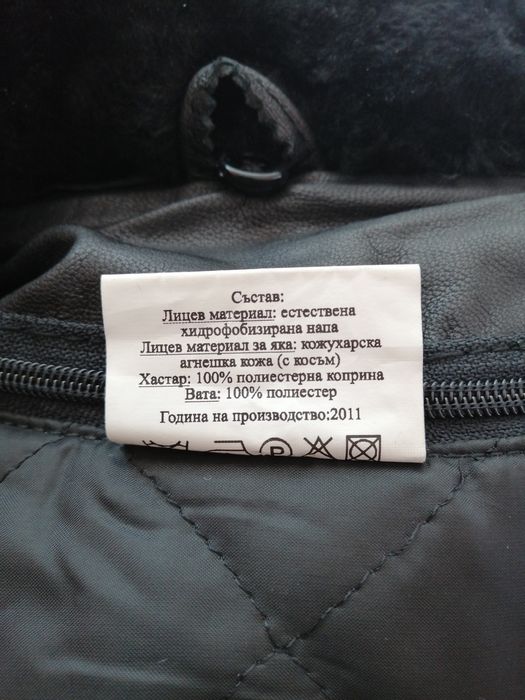 Състав:
Лицев материал: естествена
хидрофобизирана напа
Лицев материал за яка: кожухарска
агнешка кожа (с косъм)
Хастар: 100% полиестерна коприна
Вата: 100% полиестер
Година на производство:2011
P